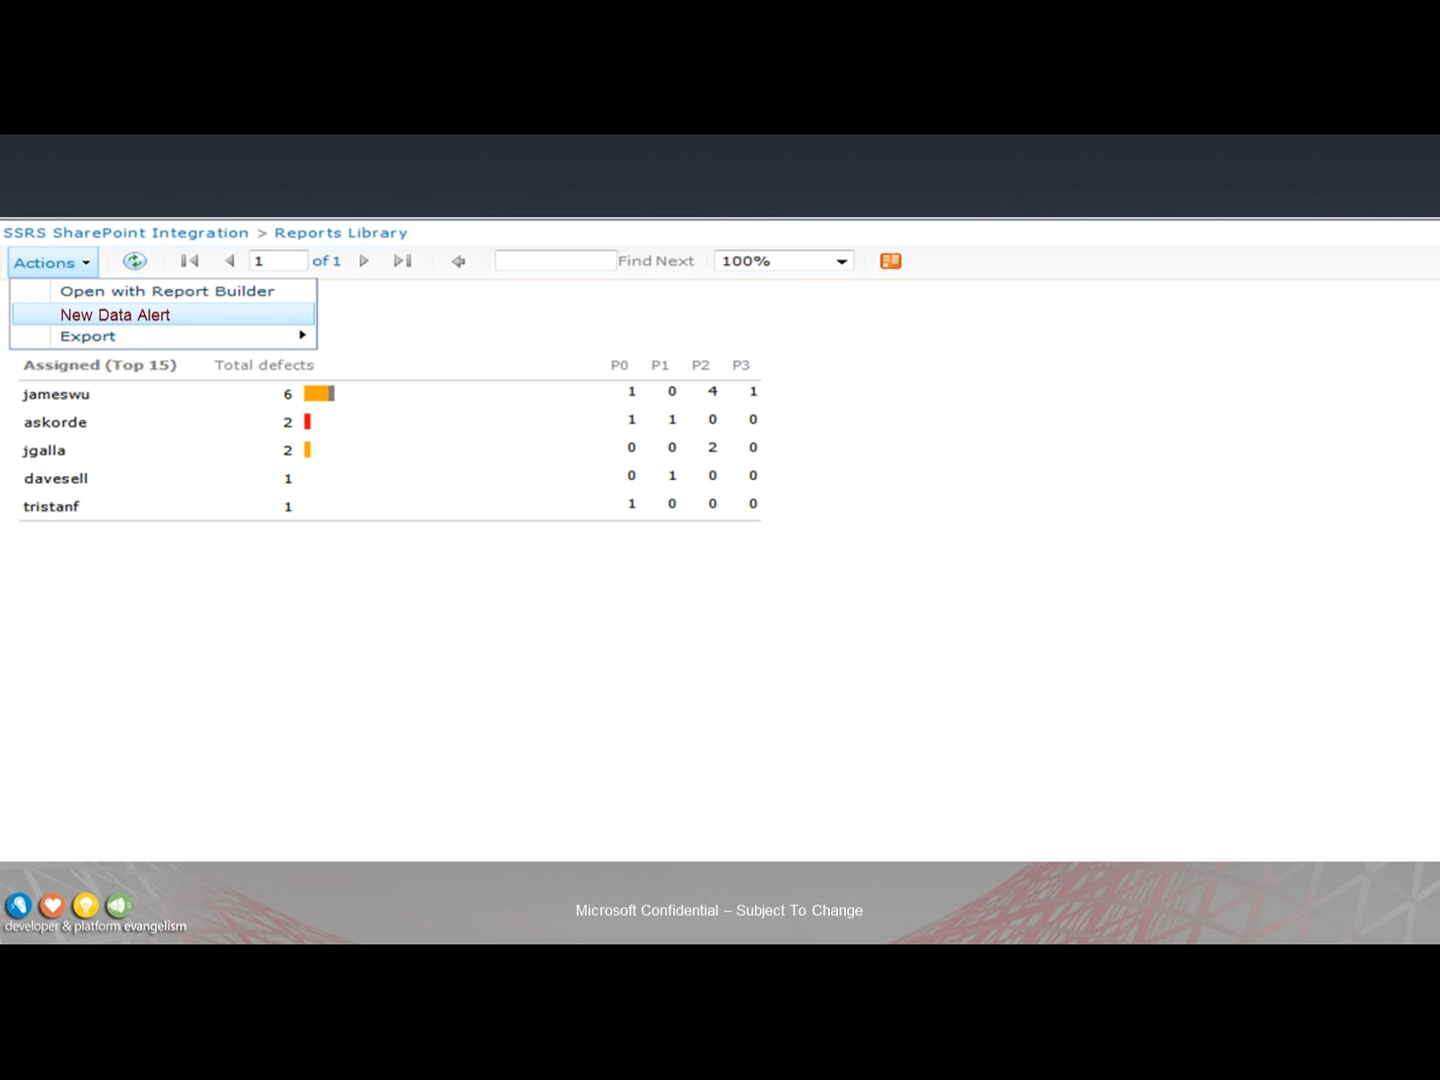 SSRS SharePoint Integration > Reports Library
Actions 1 of 1 Find Next 100%
Open with Report Builder
New Data Alert
Export
Assigned (Top 15) Total defects P0 P1 P2 P3
jameswu 6 1 0 4 1
askorde 2 1 1 0 0
jgalla 2 0 0 2 0
davesell 1 0 1 0 0
tristanf 1 1 0 0 0
Microsoft Confidential – Subject To Change
developer & platform evangelism